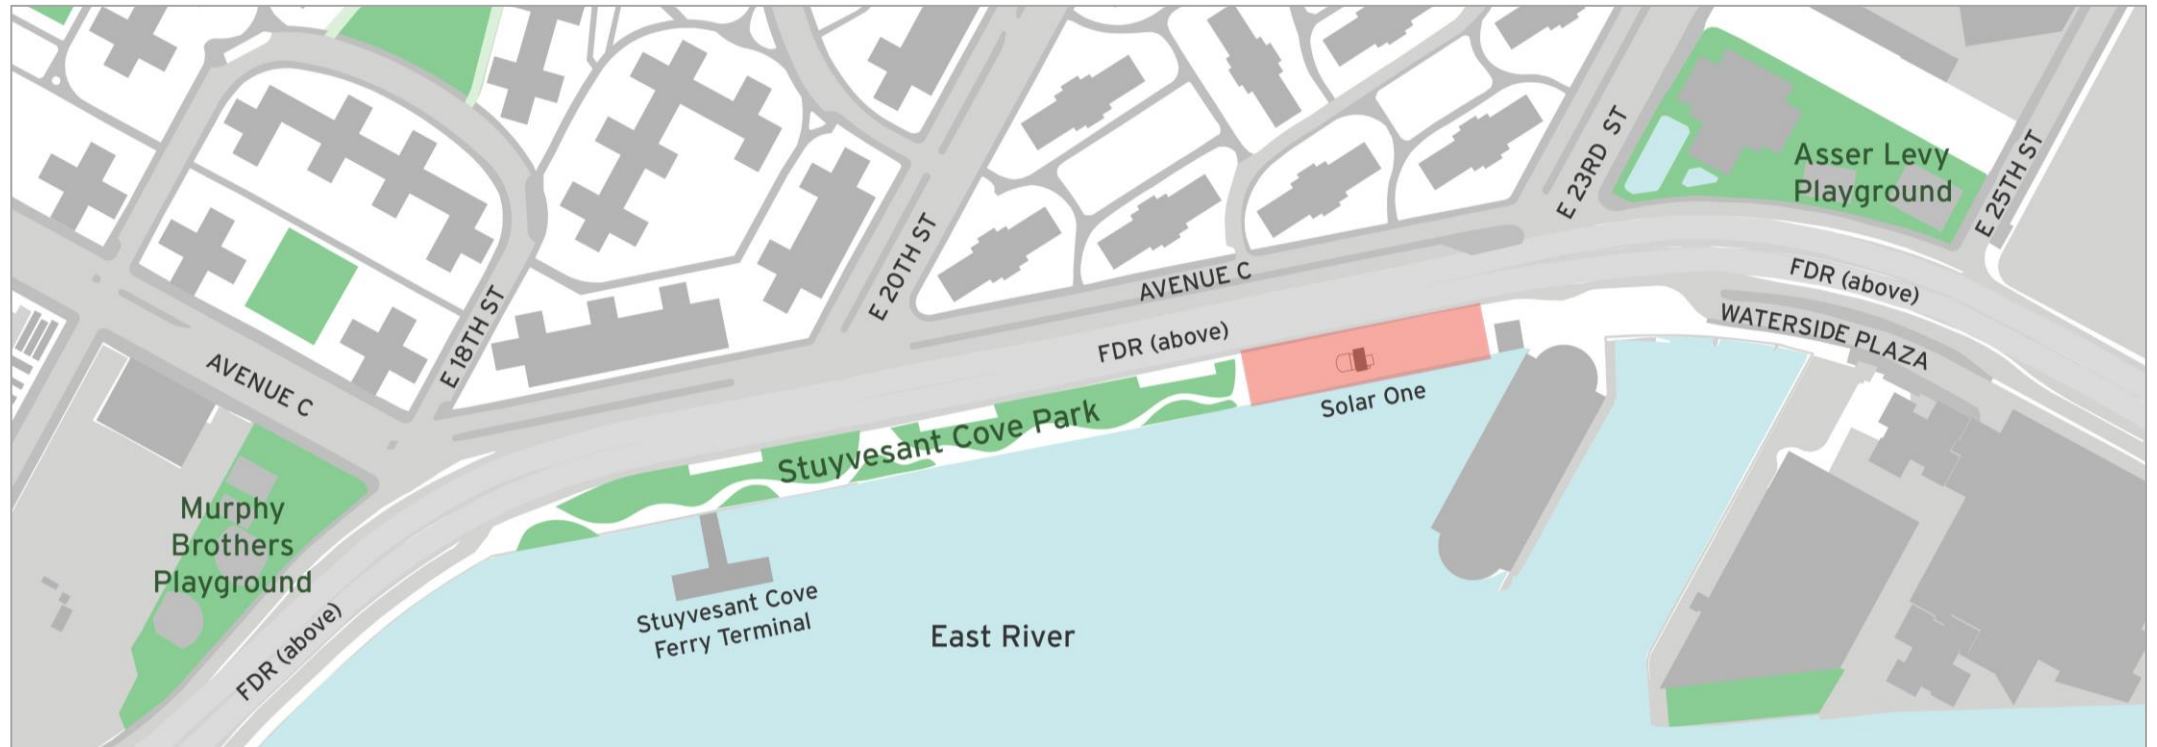 Asser Levy
Playground
E 23RD ST
E 25TH ST
E 20TH ST
AVENUE C
FDR (above)
FDR (above)
WATERSIDE PLAZA
E 18TH ST
AVENUE C
Solar One
Stuyvesant Cove Park
Murphy
Brothers
Playground
Stuyvesant Cove
Ferry Terminal
East River
FDR (above)